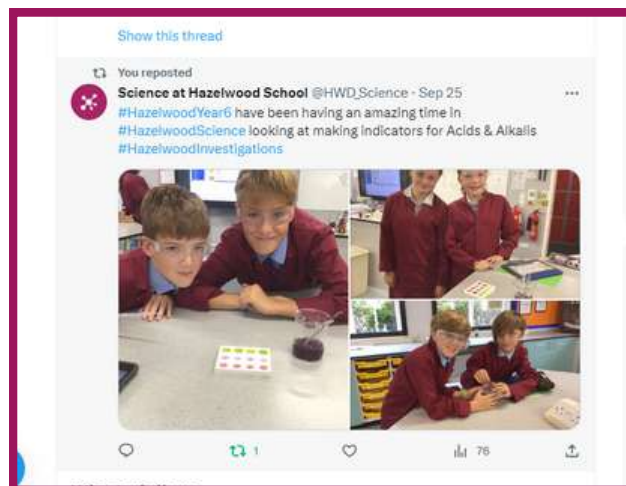 Show this thread
You reposted
Science at Hazelwood School @HWD_Science · Sep 25
#HazelwoodYear6 have been having an amazing time in
#HazelwoodScience looking at making indicators for Acids & Alkalis
#HazelwoodInvestigations
1
76